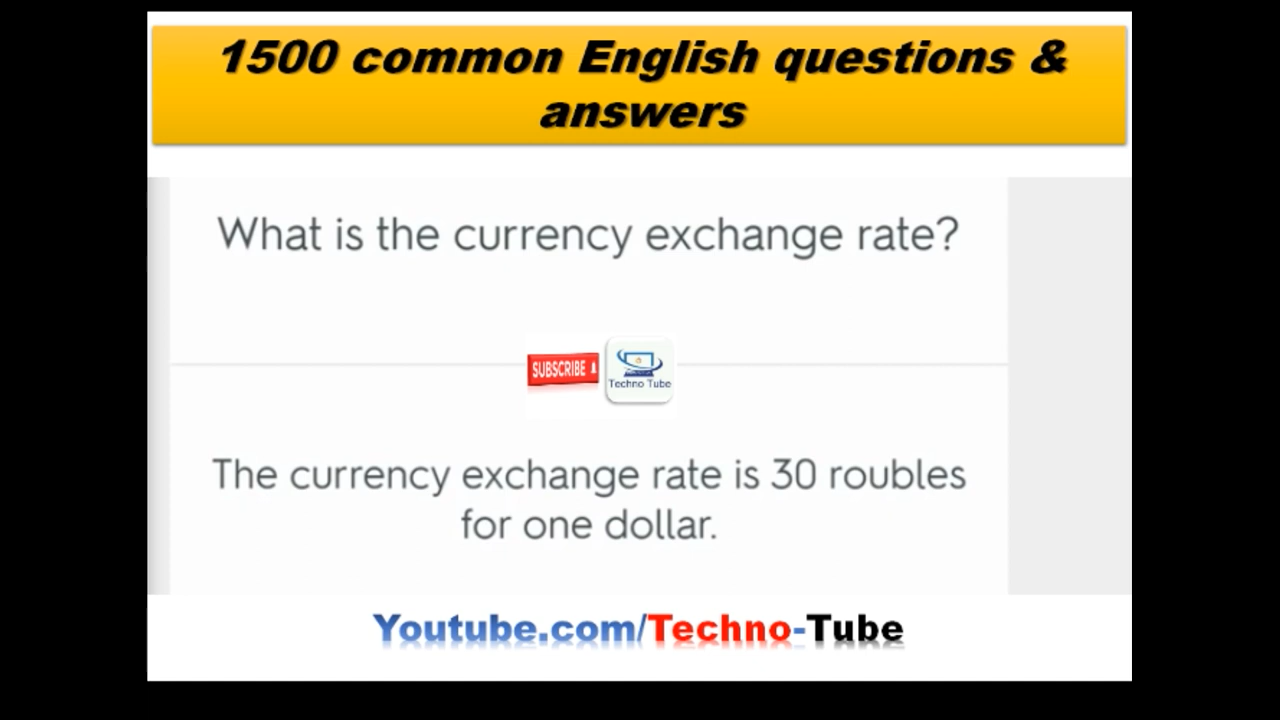 1500 common English questions &
answers
What is the currency exchange rate?
SUBSCRIBE
Techno Tube
The currency exchange rate is 30 roubles
for one dollar.
Youtube.com/Techno-Tube